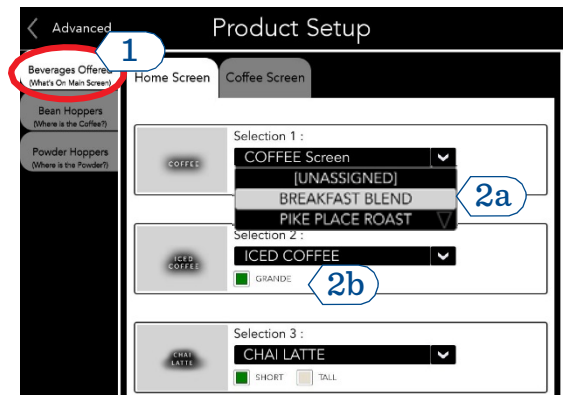 Advanced
Product Setup
1
Beverages Offered
(What's On Main Screen)
Bean Hoppers
(Where is the Coffee?)
Powder Hoppers
(Where is the Powder?)
Home Screen
Coffee Screen
COFFEE
Selection 1 :
COFFEE Screen
[UNASSIGNED]
BREAKFAST BLEND
PIKE PLACE ROAST
2a
ICED
COFFEE
Selection 2 :
ICED COFFEE
GRANDE
2b
CHAI
LATTE
Selection 3 :
CHAI LATTE
SHORT TALL